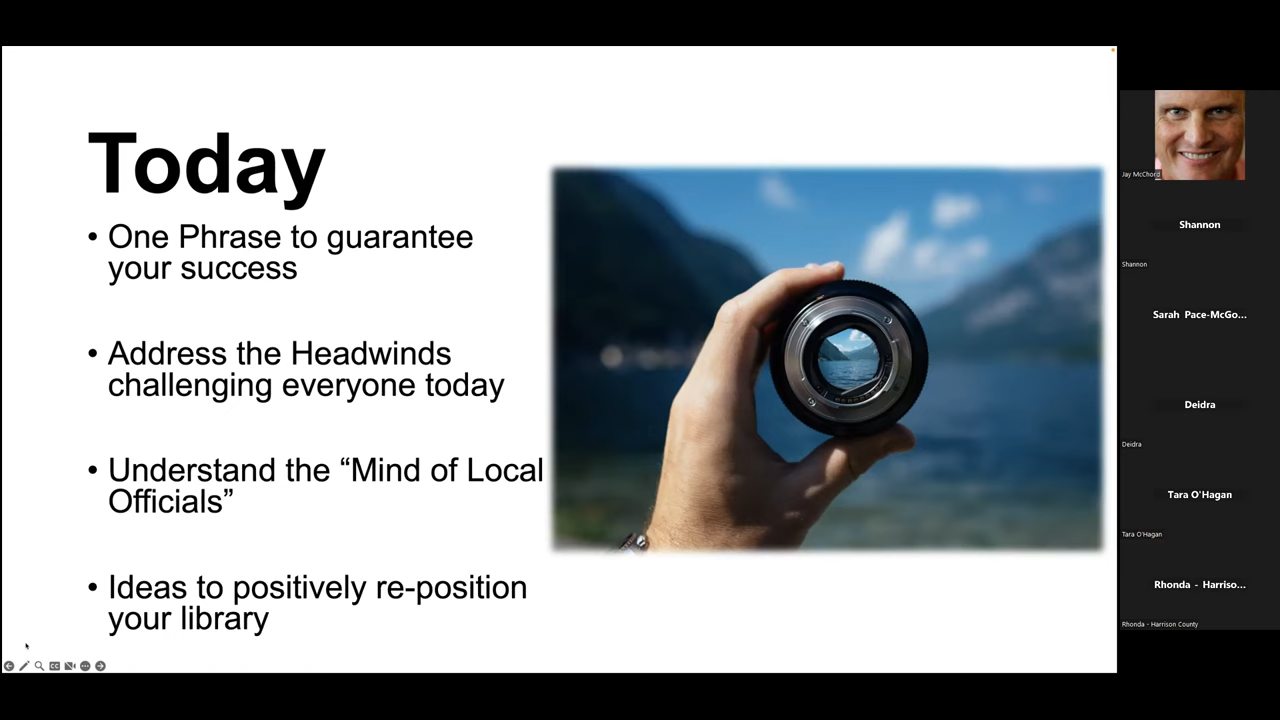 Today
• One Phrase to guarantee
your success
• Address the Headwinds
challenging everyone today
• Understand the “Mind of Local
Officials”
• Ideas to positively re-position
your library
CC
Jay McChord
Shannon
Shannon
Sarah Pace-McGo...
Deidra
Deidra
Tara O'Hagan
Tara O'Hagan
Rhonda - Harriso...
Rhonda - Harrison County